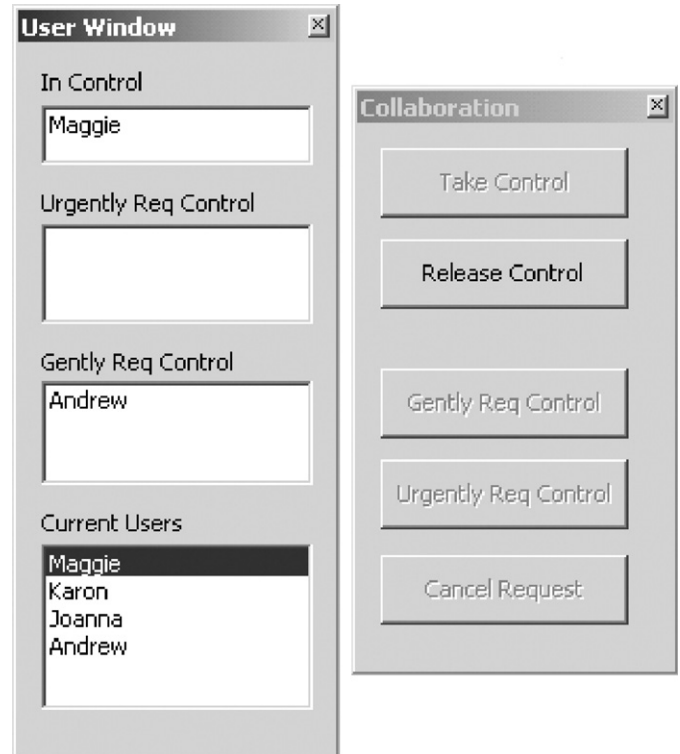 User Window
In Control
Maggie
Urgently Req Control
Gently Req Control
Andrew
Current Users
Maggie
Karon
Joanna
Andrew
Collaboration
Take Control
Release Control
Gently Req Control
Urgently Req Control
Cancel Request